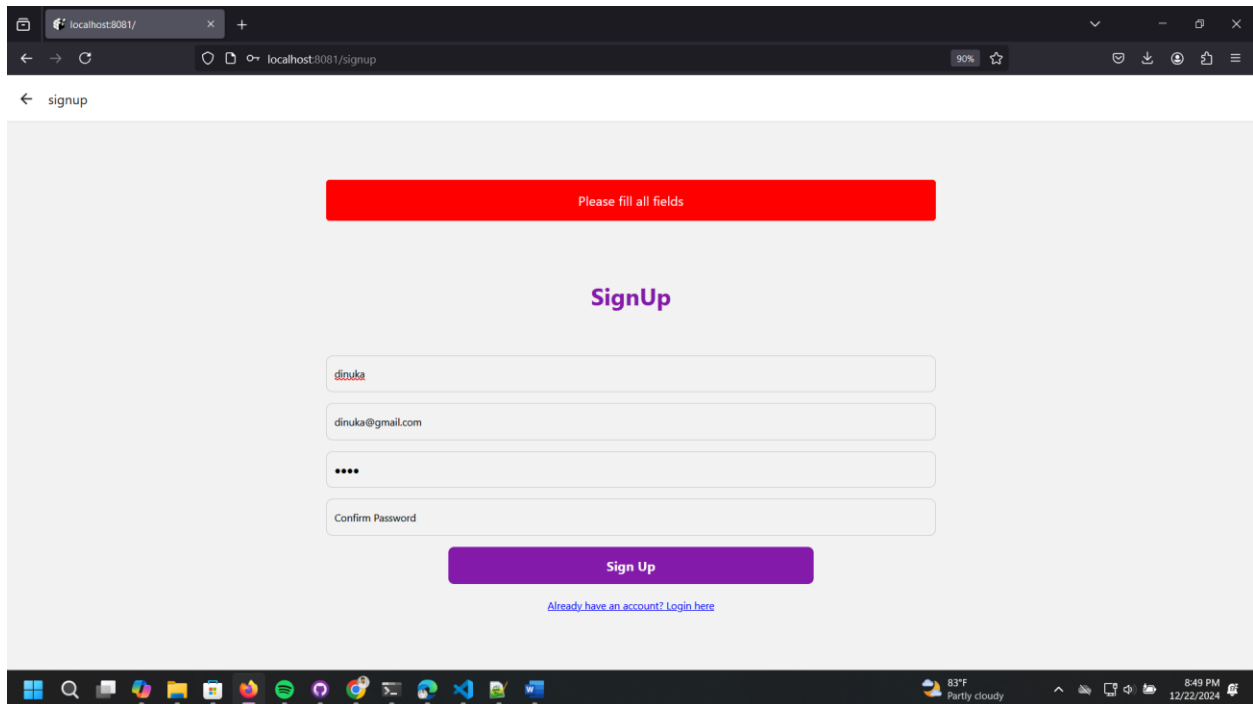 localhost:8081/
localhost:8081/signup
90%
signup
Please fill all fields
SignUp
dinuka
dinuka@gmail.com
••••
Confirm Password
Sign Up
Already have an account? Login here
83°F
Partly cloudy
8:49 PM
12/22/2024